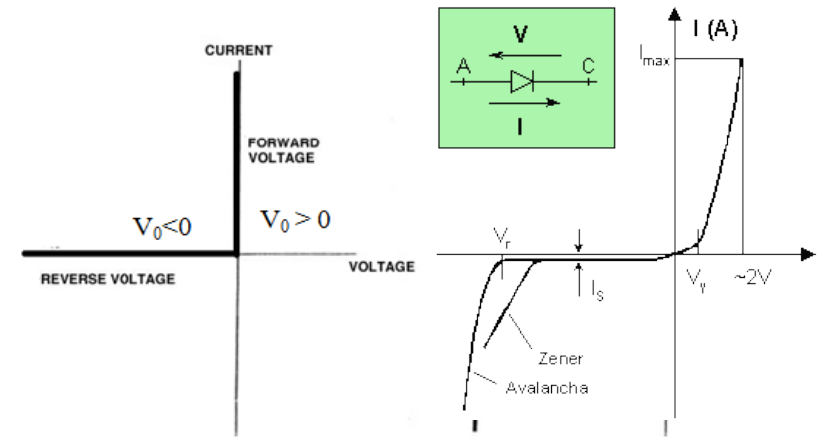 CURRENT
FORWARD
VOLTAGE
V₀<0
V₀ > 0
VOLTAGE
REVERSE VOLTAGE
V
A
C
I
I (A)
Imax
Vr
Is
Vγ
~2V
Zener
Avalancha